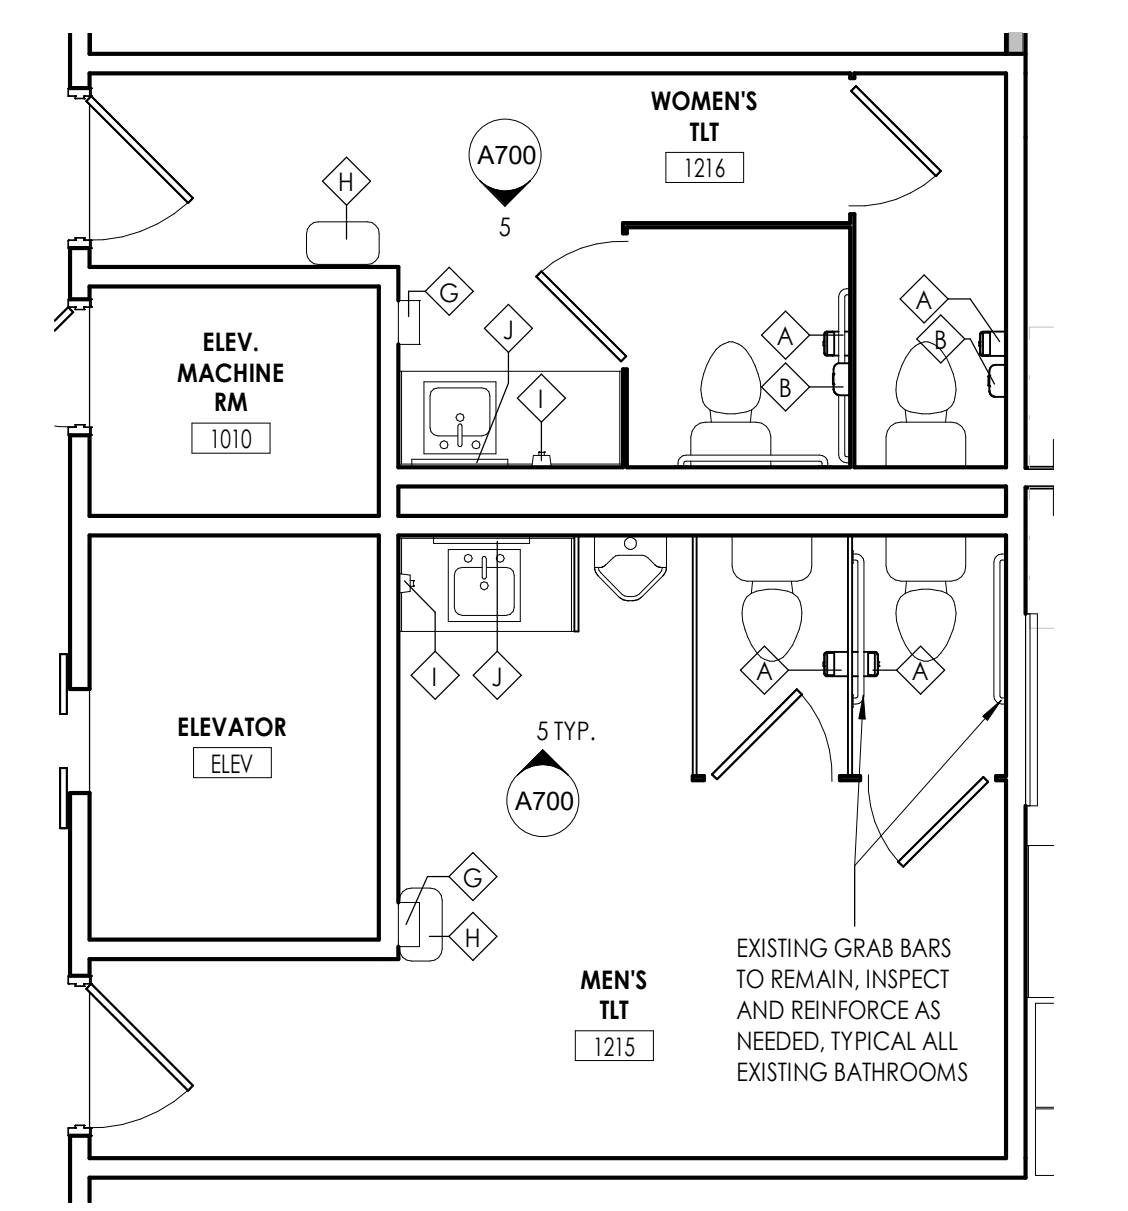 WOMEN'S
TLT
1216
A700
5
H
G
J
I
A
B
A
B
ELEV.
MACHINE
RM
1010
ELEVATOR
ELEV
I
J
A
A
5 TYP.
A700
G
H
MEN'S
TLT
1215
EXISTING GRAB BARS
TO REMAIN, INSPECT
AND REINFORCE AS
NEEDED, TYPICAL ALL
EXISTING BATHROOMS